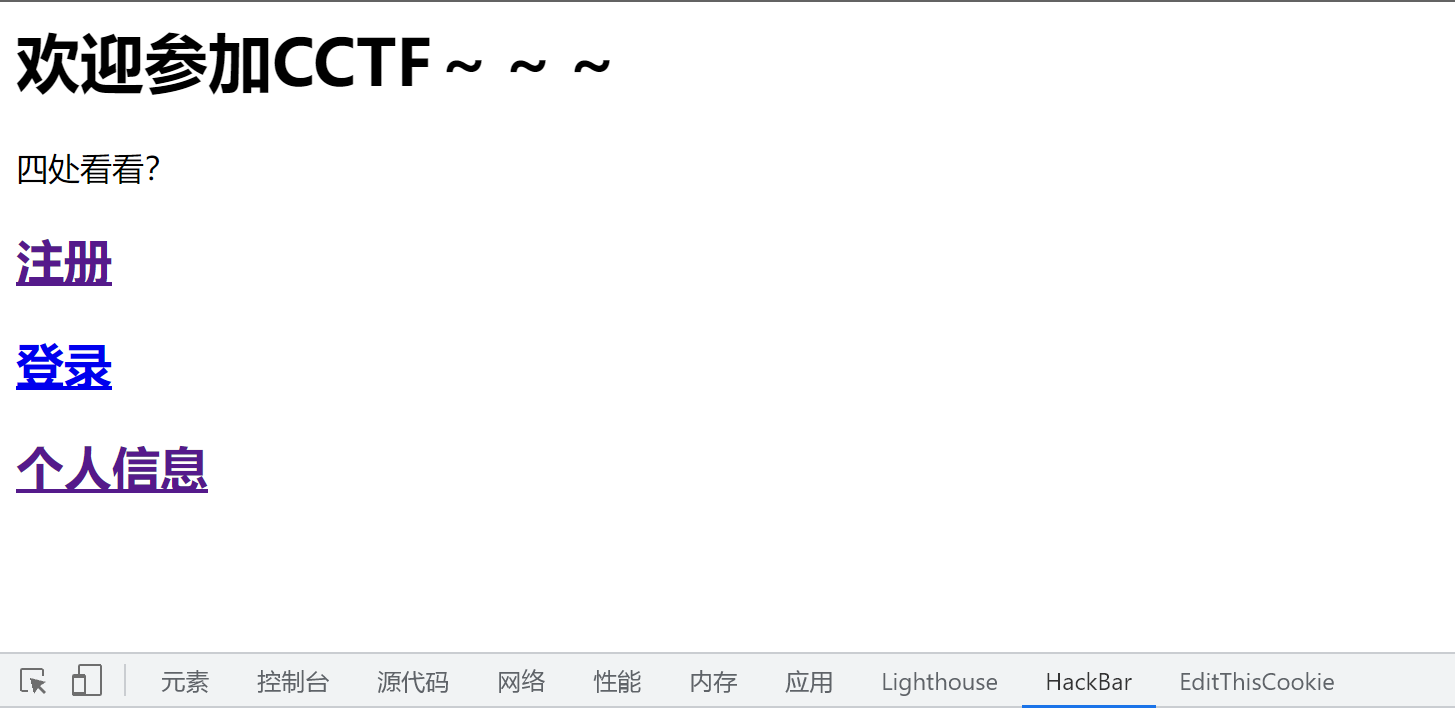 欢迎参加CCTF～～～
四处看看？
注册
登录
个人信息
元素 控制台 源代码 网络 性能 内存 应用 Lighthouse HackBar EditThisCookie